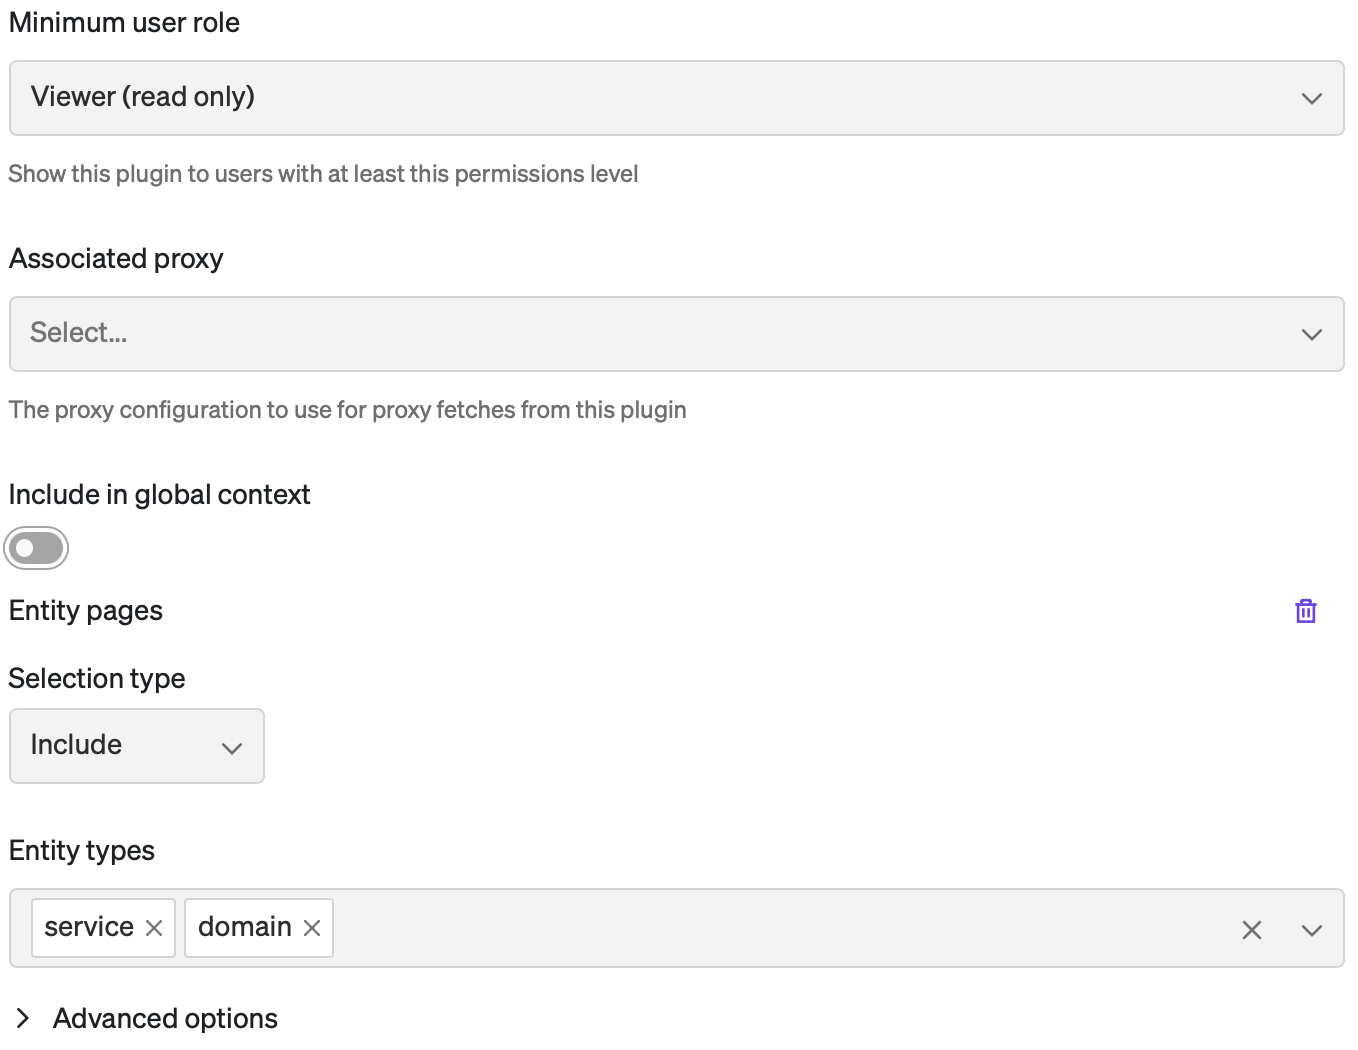 Minimum user role
Viewer (read only)
Show this plugin to users with at least this permissions level
Associated proxy
Select...
The proxy configuration to use for proxy fetches from this plugin
Include in global context
Entity pages
Selection type
Include
Entity types
service domain
Advanced options